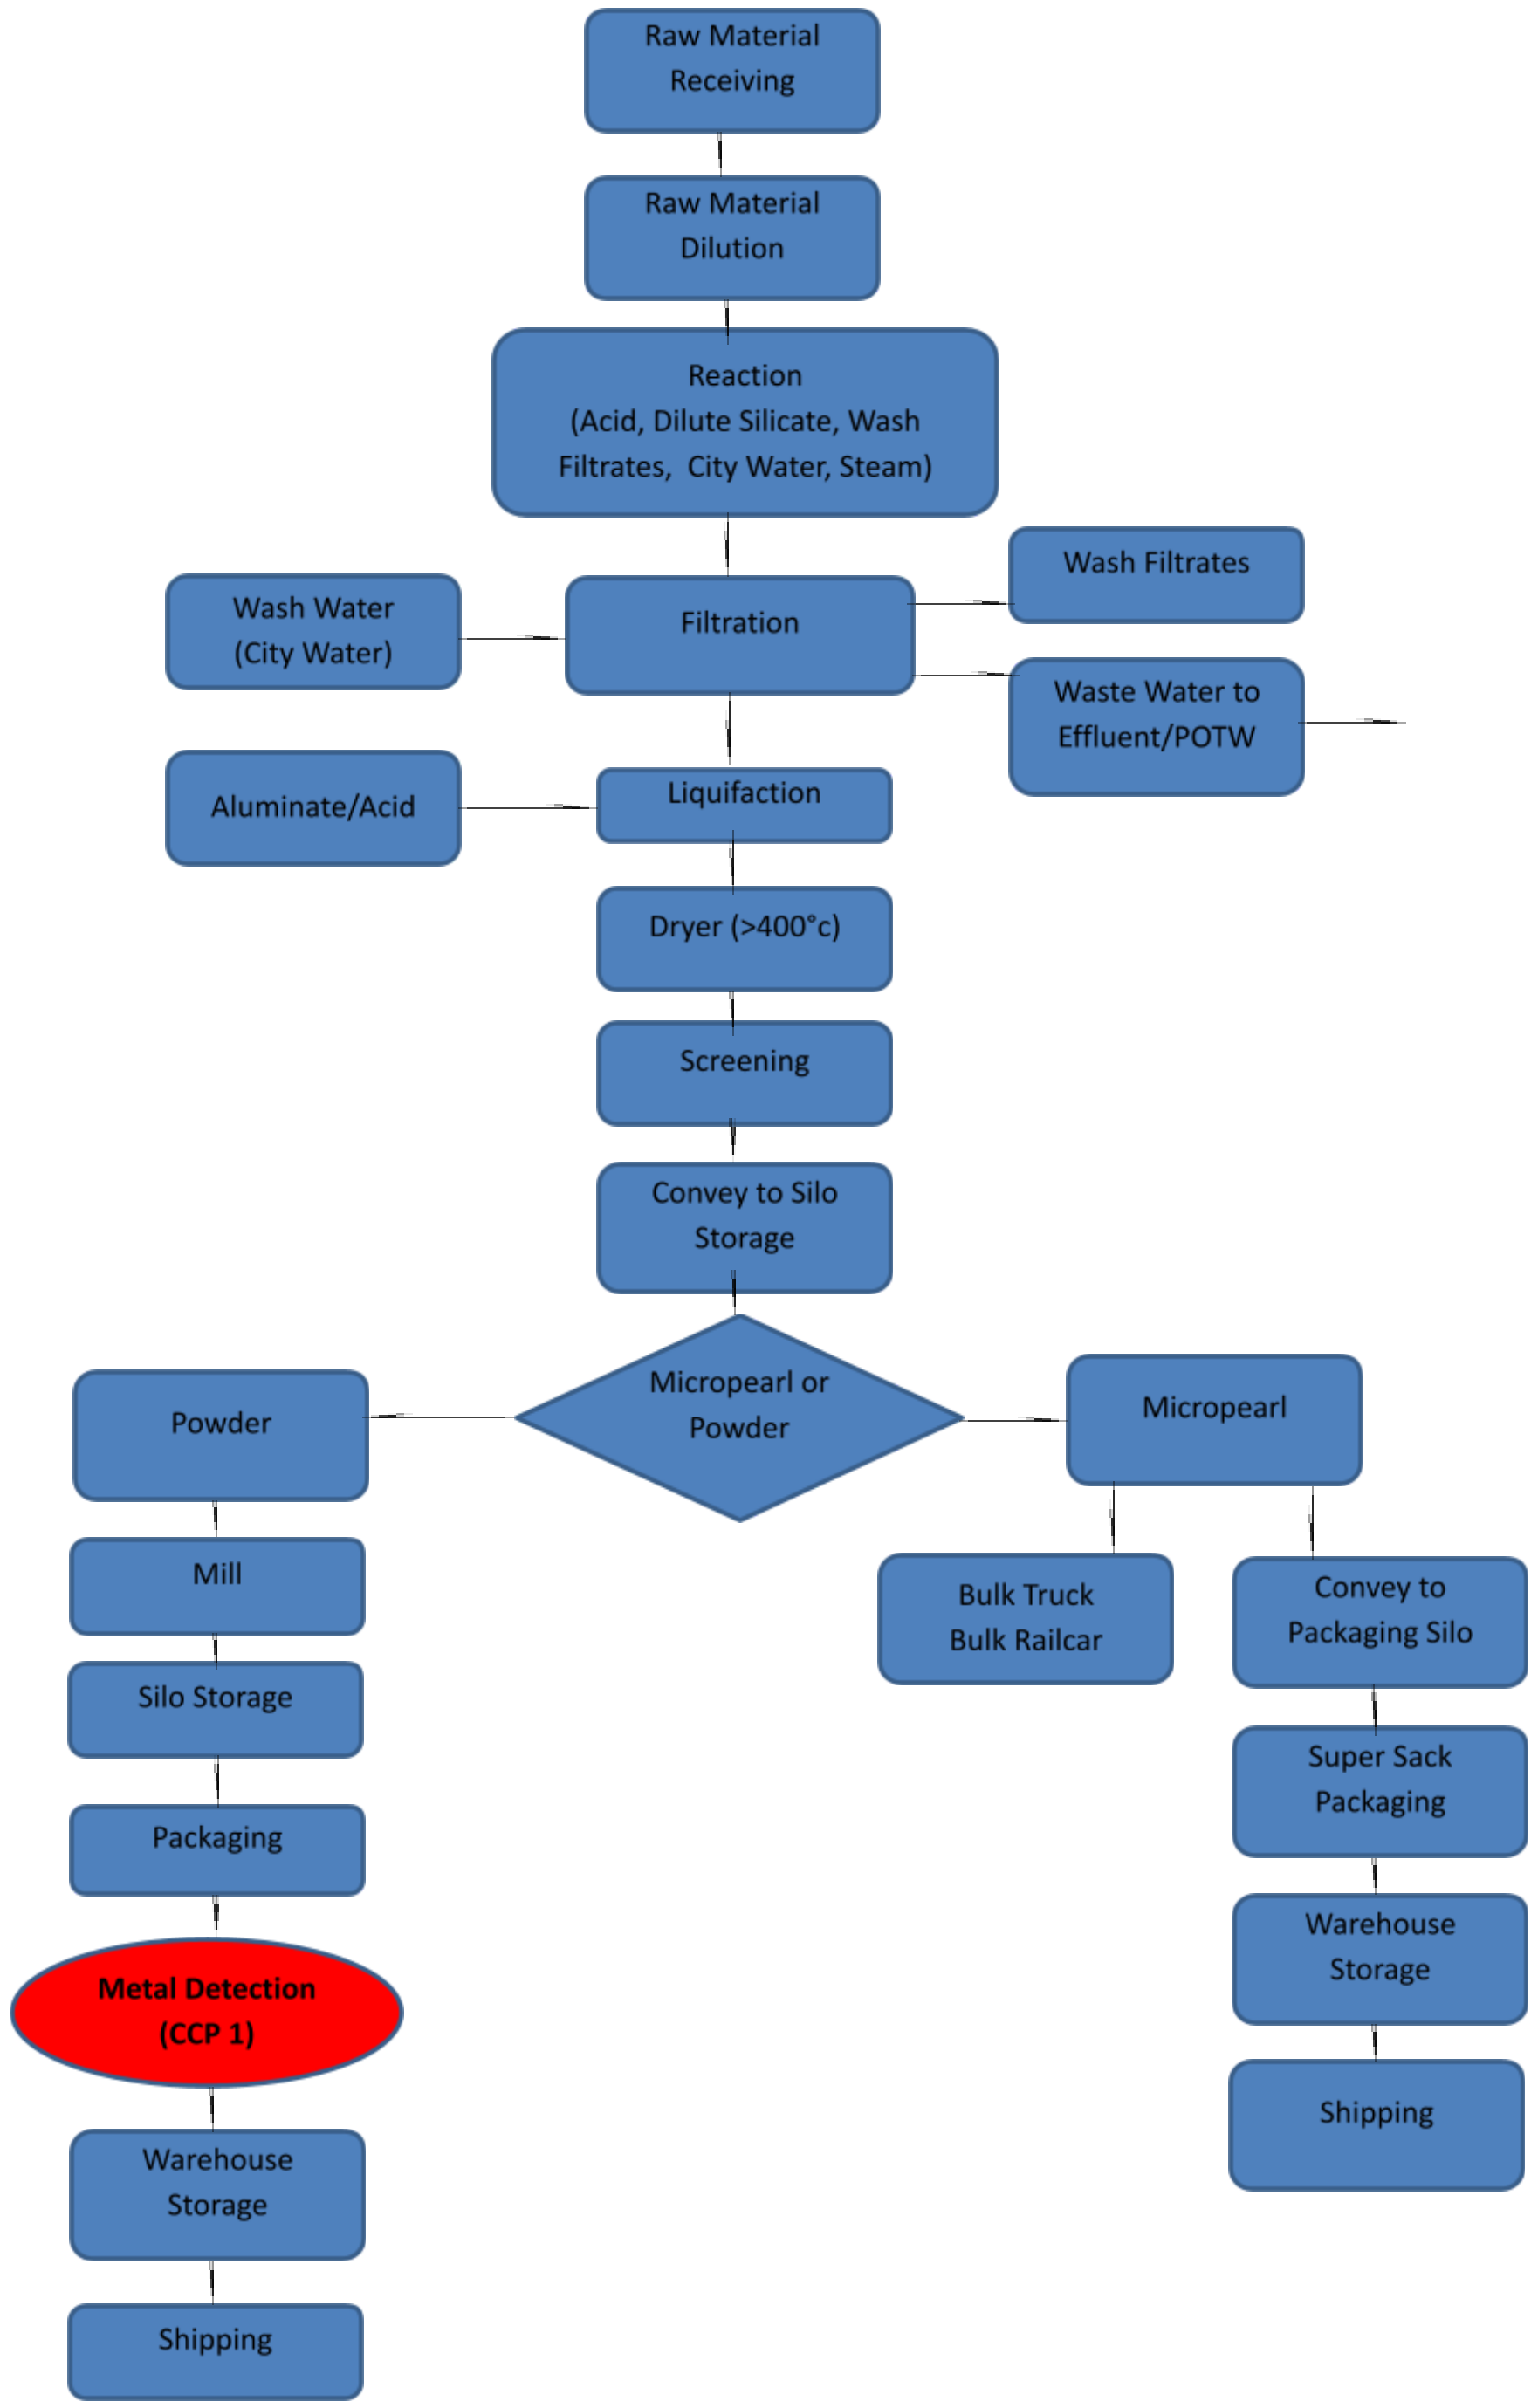 Raw Material
Receiving
Raw Material
Dilution
Reaction
(Acid, Dilute Silicate, Wash
Filtrates,  City Water, Steam)
Wash Filtrates
Wash Water
(City Water)
Filtration
Waste Water to
Effluent/POTW
Aluminate/Acid
Liquifaction
Dryer (>400°c)
Screening
Convey to Silo
Storage
Micropearl or
Powder
Powder
Micropearl
Mill
Silo Storage
Packaging
Metal Detection
(CCP 1)
Warehouse
Storage
Shipping
Bulk Truck
Bulk Railcar
Convey to
Packaging Silo
Super Sack
Packaging
Warehouse
Storage
Shipping